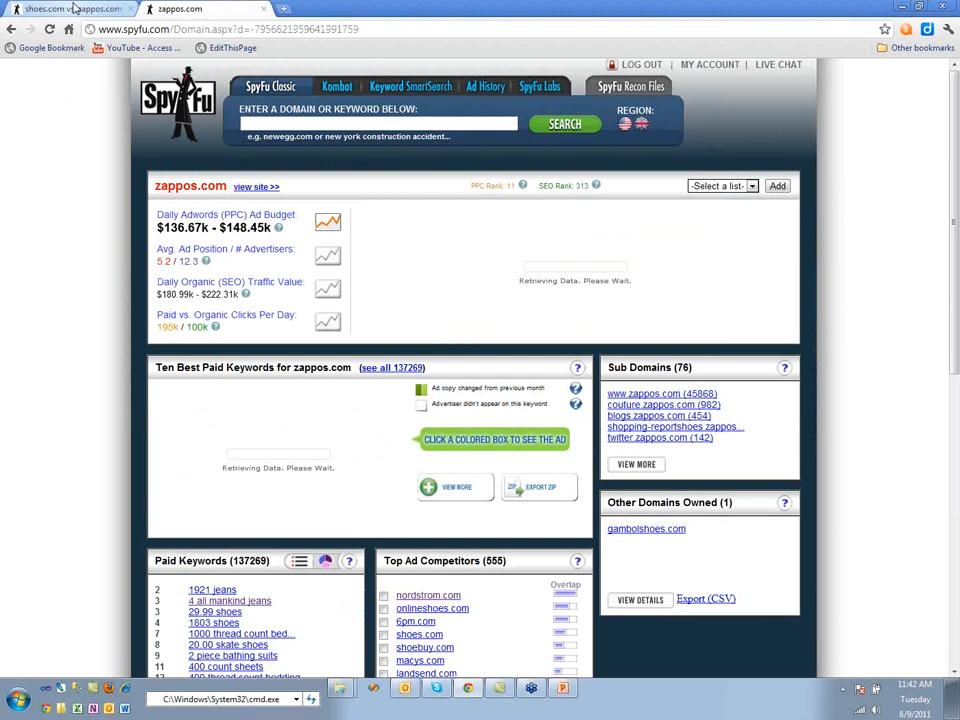 shoes.com vs zappos.com
zappos.com
www.spyfu.com/Domain.aspx?d=-7956621959641991759
Google Bookmark
YouTube - Access ...
EditThisPage
Other bookmarks
LOG OUT | MY ACCOUNT | LIVE CHAT
SpyFu
SpyFu Classic
Kombat
Keyword SmartSearch
Ad History
SpyFu Labs
SpyFu Recon Files
ENTER A DOMAIN OR KEYWORD BELOW:
SEARCH
REGION:
e.g. newegg.com or new york construction accident...
zappos.com view site >>
PPC Rank: 11 ?
SEO Rank: 313 ?
-Select a list-
Add
Daily Adwords (PPC) Ad Budget:
$136.67k - $148.45k ?
Avg. Ad Position / # Advertisers:
5.2 / 12.3 ?
Daily Organic (SEO) Traffic Value:
$180.99k - $222.31k ?
Paid vs. Organic Clicks Per Day:
195k / 100k ?
Retrieving Data. Please Wait.
Ten Best Paid Keywords for zappos.com (see all 137269) ?
Ad copy changed from previous month ?
Advertiser didn't appear on this keyword ?
CLICK A COLORED BOX TO SEE THE AD
Retrieving Data. Please Wait.
VIEW MORE
ZIP EXPORT ZIP
Sub Domains (76) ?
www.zappos.com (45868)
couture.zappos.com (982)
blogs.zappos.com (454)
shopping-reportshoes.zappos...
twitter.zappos.com (142)
VIEW MORE
Other Domains Owned (1) ?
gambolshoes.com
VIEW DETAILS
Export (CSV)
Paid Keywords (137269) ?
2 1921 jeans
3 4 all mankind jeans
3 29 99 shoes
4 1803 shoes
7 1000 thread count bed...
8 20 00 skate shoes
9 2 piece bathing suits
11 400 count sheets
Top Ad Competitors (555) ?
Overlap
nordstrom.com
onlineshoes.com
6pm.com
shoes.com
shoebuy.com
macys.com
landsend.com
C:\Windows\System32\cmd.exe
11:42 AM
Tuesday
8/9/2011